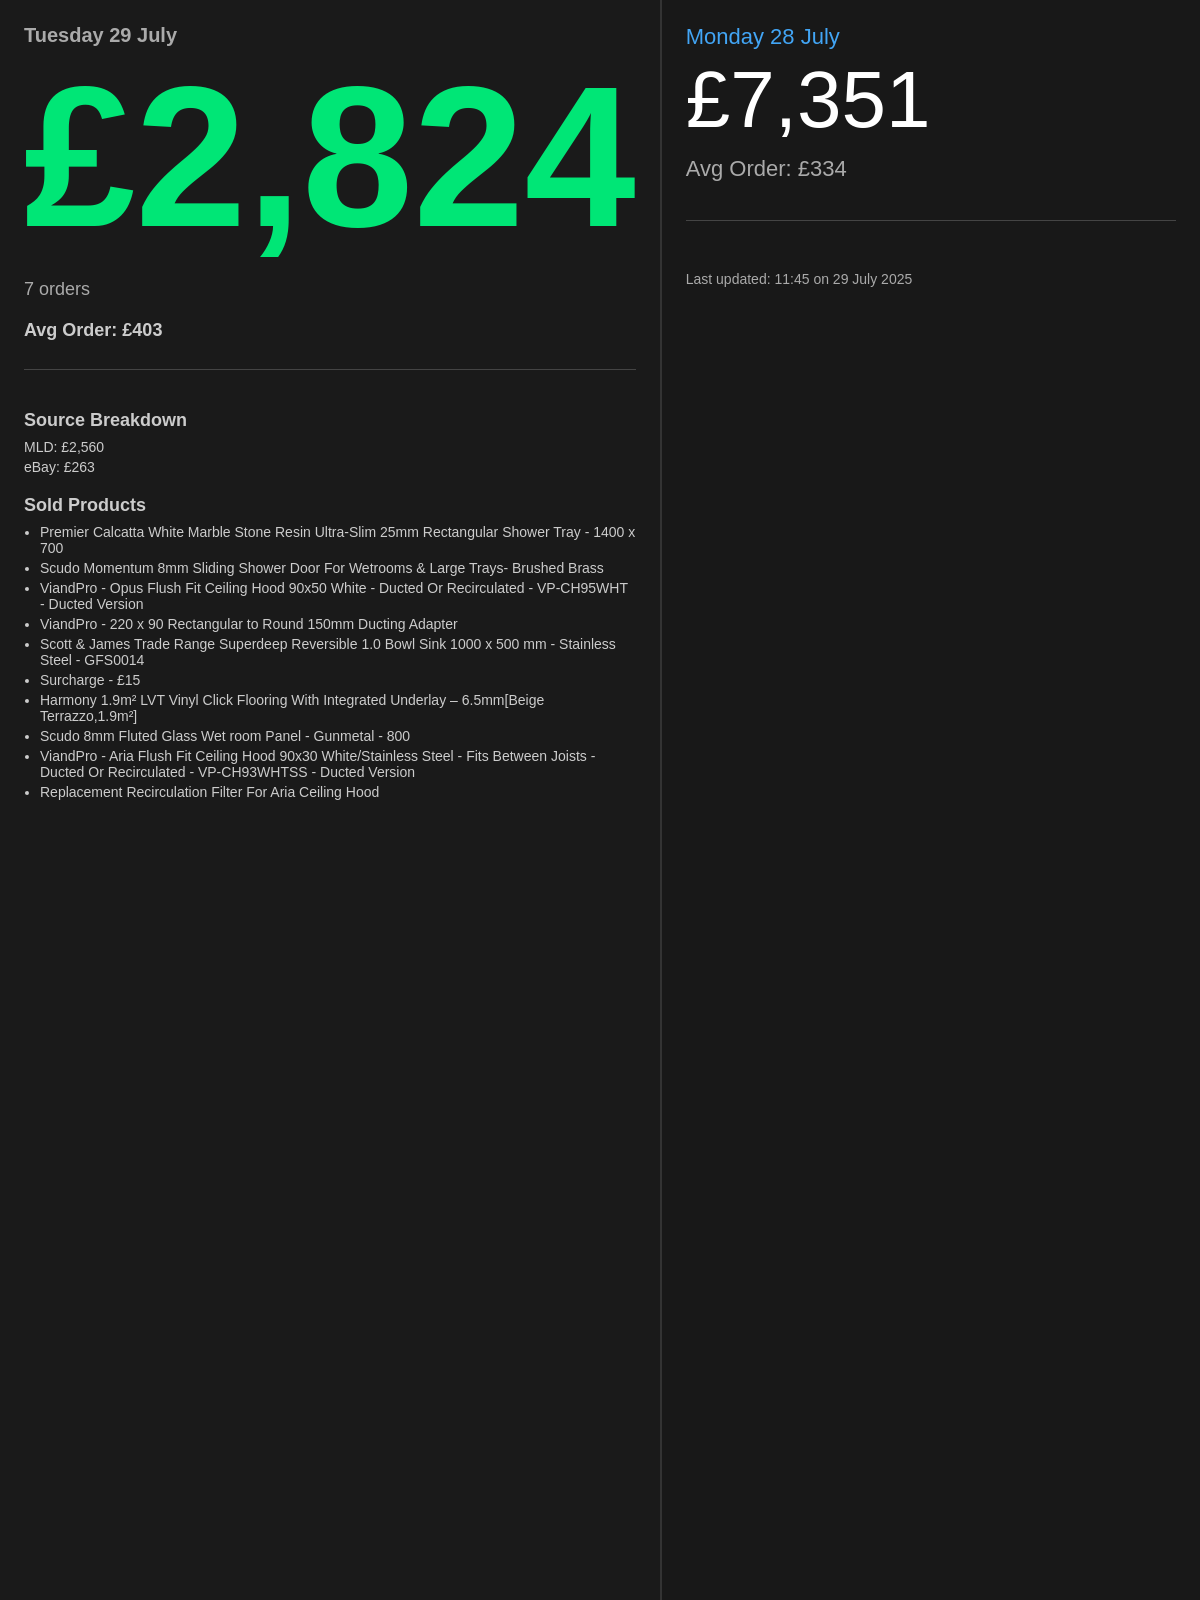 Tuesday 29 July
£2,824
7 orders
Avg Order: £403
Source Breakdown
MLD: £2,560
eBay: £263
Sold Products
• Premier Calcatta White Marble Stone Resin Ultra-Slim 25mm Rectangular Shower Tray - 1400 x
700
• Scudo Momentum 8mm Sliding Shower Door For Wetrooms & Large Trays- Brushed Brass
• ViandPro - Opus Flush Fit Ceiling Hood 90x50 White - Ducted Or Recirculated - VP-CH95WHT
- Ducted Version
• ViandPro - 220 x 90 Rectangular to Round 150mm Ducting Adapter
• Scott & James Trade Range Superdeep Reversible 1.0 Bowl Sink 1000 x 500 mm - Stainless
Steel - GFS0014
• Surcharge - £15
• Harmony 1.9m² LVT Vinyl Click Flooring With Integrated Underlay – 6.5mm[Beige
Terrazzo,1.9m²]
• Scudo 8mm Fluted Glass Wet room Panel - Gunmetal - 800
• ViandPro - Aria Flush Fit Ceiling Hood 90x30 White/Stainless Steel - Fits Between Joists -
Ducted Or Recirculated - VP-CH93WHTSS - Ducted Version
• Replacement Recirculation Filter For Aria Ceiling Hood
Monday 28 July
£7,351
Avg Order: £334
Last updated: 11:45 on 29 July 2025